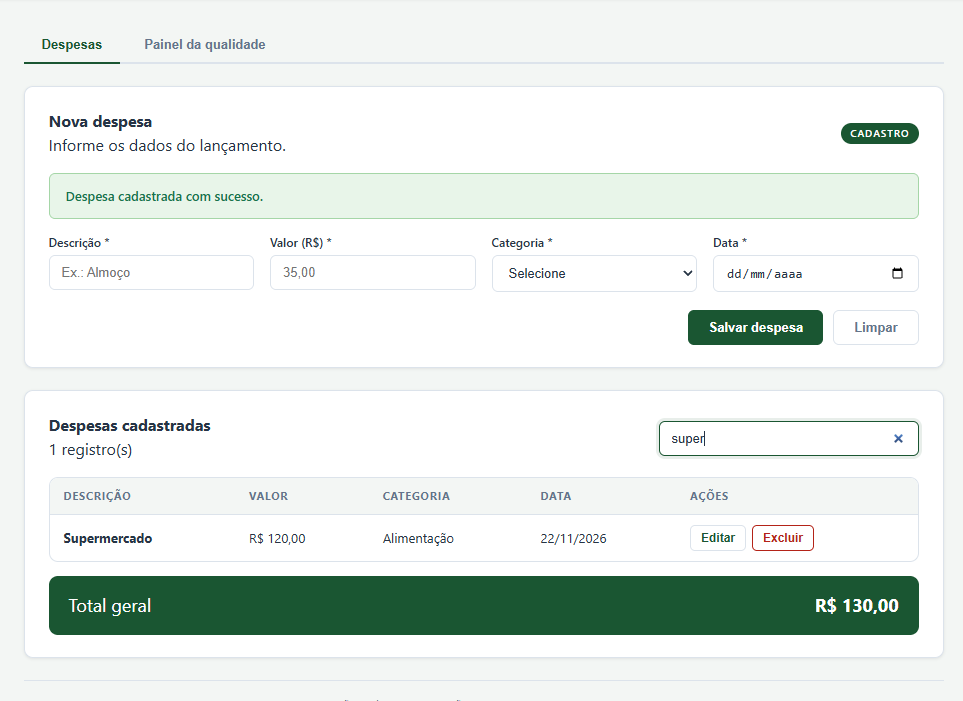 Despesas Painel da qualidade
Nova despesa
Informe os dados do lançamento.
CADASTRO
Despesa cadastrada com sucesso.
Descrição * Valor (R$) * Categoria * Data *
Ex.: Almoço 35,00 Selecione dd/mm/aaaa
Salvar despesa Limpar
Despesas cadastradas
1 registro(s)
super ×
DESCRIÇÃO VALOR CATEGORIA DATA AÇÕES
Supermercado R$ 120,00 Alimentação 22/11/2026 Editar Excluir
Total geral R$ 130,00